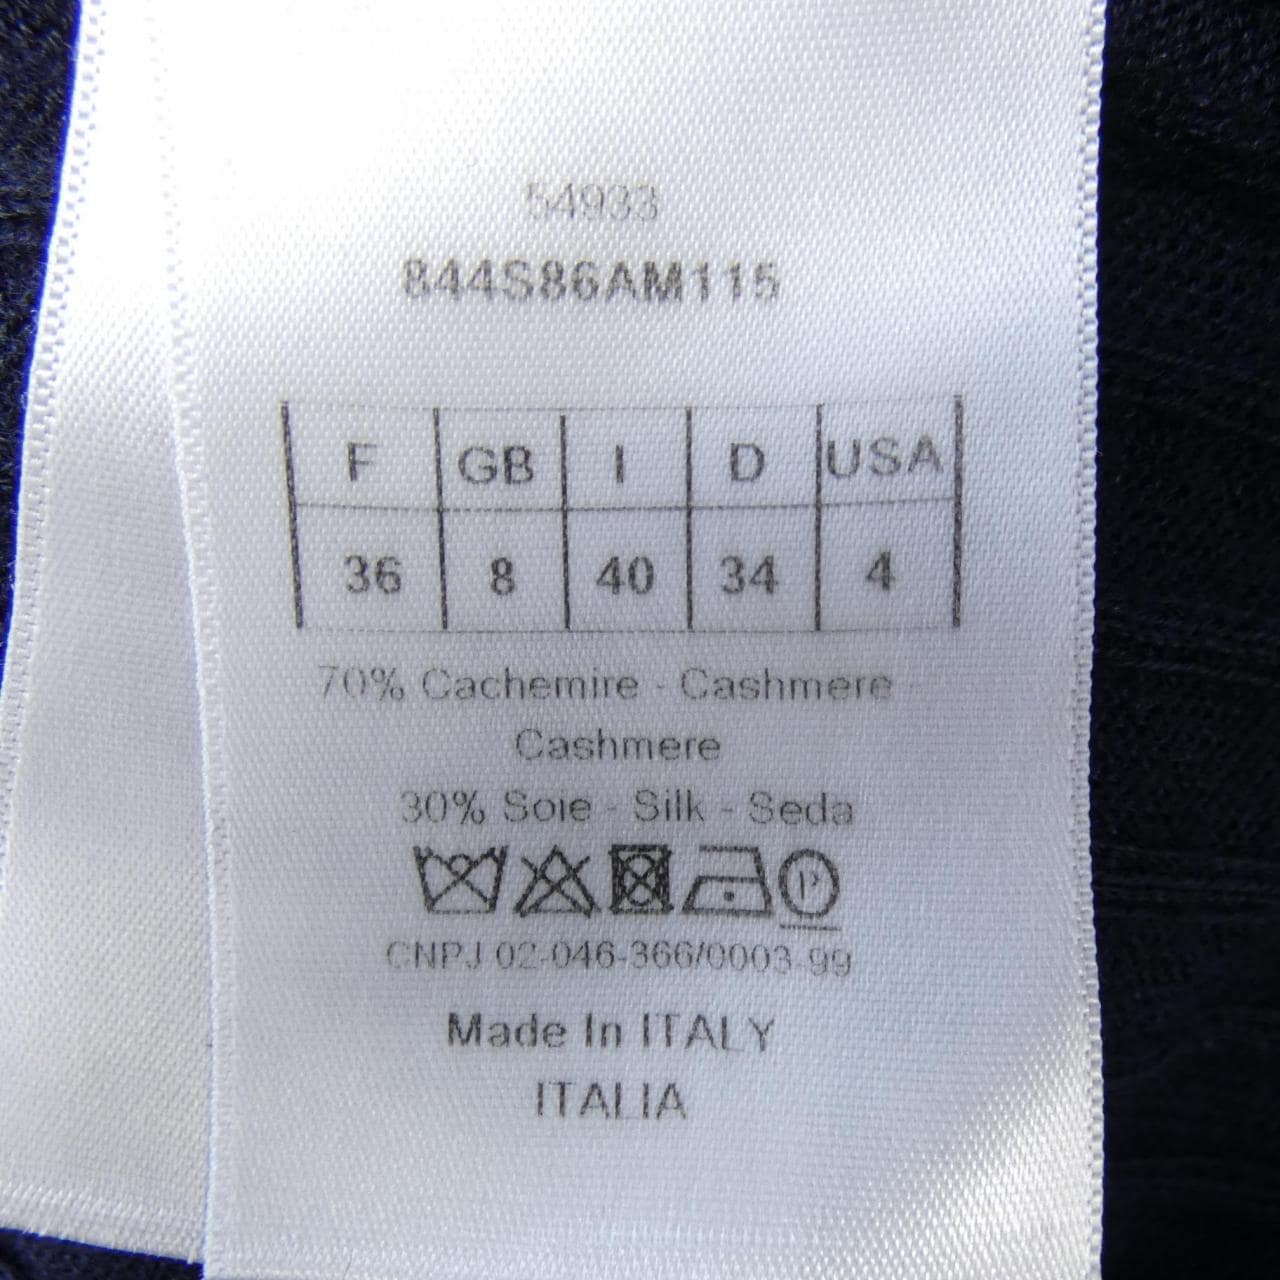 54933
844S86AM115
F GB I D USA
36 8 40 34 4
70% Cachemire - Cashmere -
Cashmere
30% Soie - Silk - Seda
P
CNPJ 02-046-366/0003-99
Made In ITALY
ITALIA